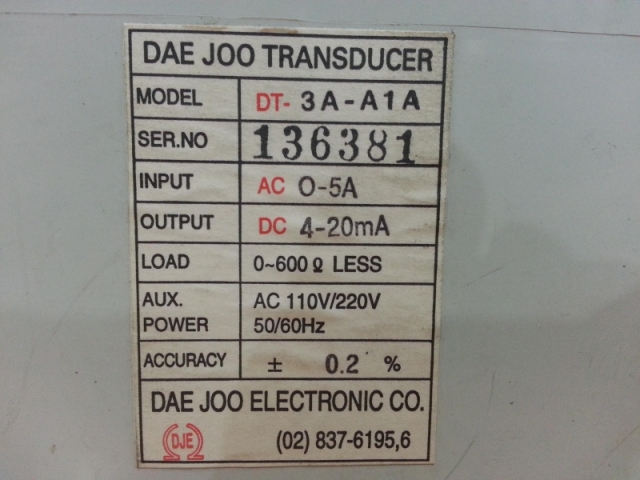 DAE JOO TRANSDUCER
MODEL DT- 3A-A1A
SER.NO 136381
INPUT AC 0-5A
OUTPUT DC 4-20mA
LOAD 0~600 Ω LESS
AUX. POWER AC 110V/220V 50/60Hz
ACCURACY ± 0.2 %
DAE JOO ELECTRONIC CO.
DJE (02) 837-6195,6